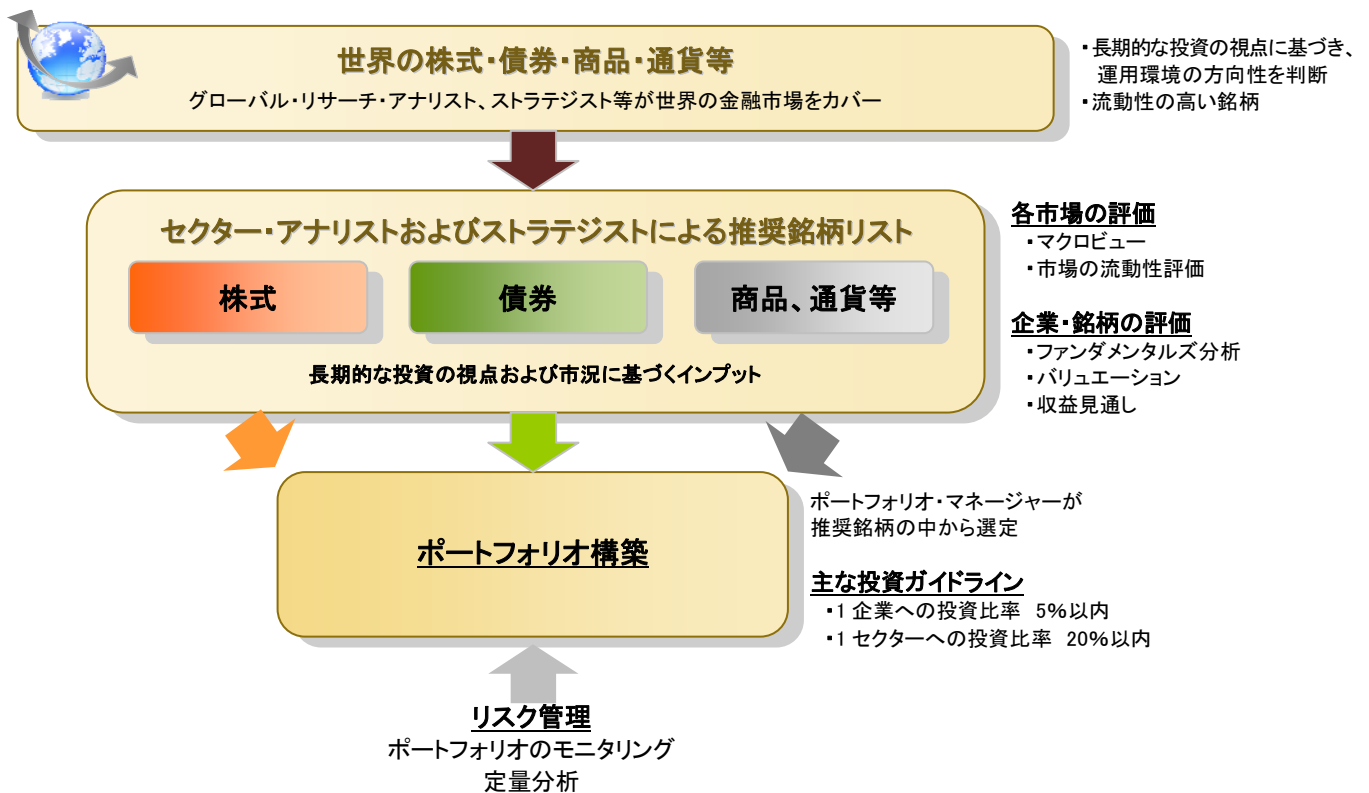 世界の株式・債券・商品・通貨等
グローバル・リサーチ・アナリスト、ストラテジスト等が世界の金融市場をカバー
・長期的な投資の視点に基づき、
運用環境の方向性を判断
・流動性の高い銘柄
セクター・アナリストおよびストラテジストによる推奨銘柄リスト
株式
債券
商品、通貨等
長期的な投資の視点および市況に基づくインプット
各市場の評価
・マクロビュー
・市場の流動性評価
企業・銘柄の評価
・ファンダメンタルズ分析
・バリュエーション
・収益見通し
ポートフォリオ構築
ポートフォリオ・マネージャーが
推奨銘柄の中から選定
主な投資ガイドライン
・1 企業への投資比率 5%以内
・1 セクターへの投資比率 20%以内
リスク管理
ポートフォリオのモニタリング
定量分析